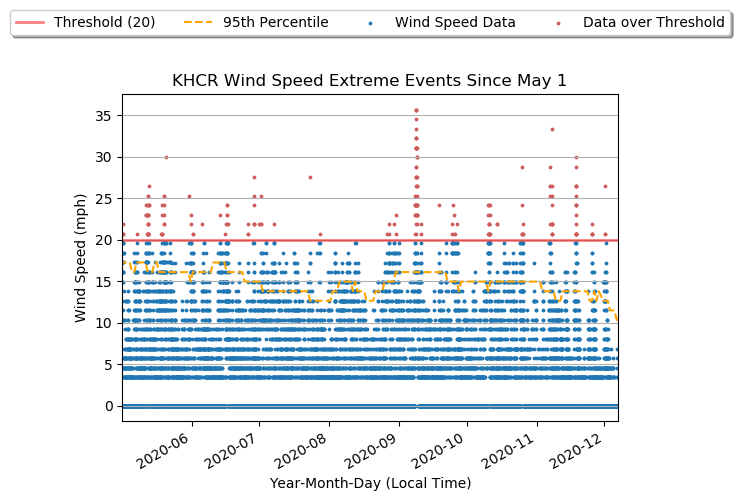 Threshold (20) 95th Percentile Wind Speed Data Data over Threshold
KHCR Wind Speed Extreme Events Since May 1
35
30
25
20
15
10
5
0
Wind Speed (mph)
2020-06 2020-07 2020-08 2020-09 2020-10 2020-11 2020-12
Year-Month-Day (Local Time)